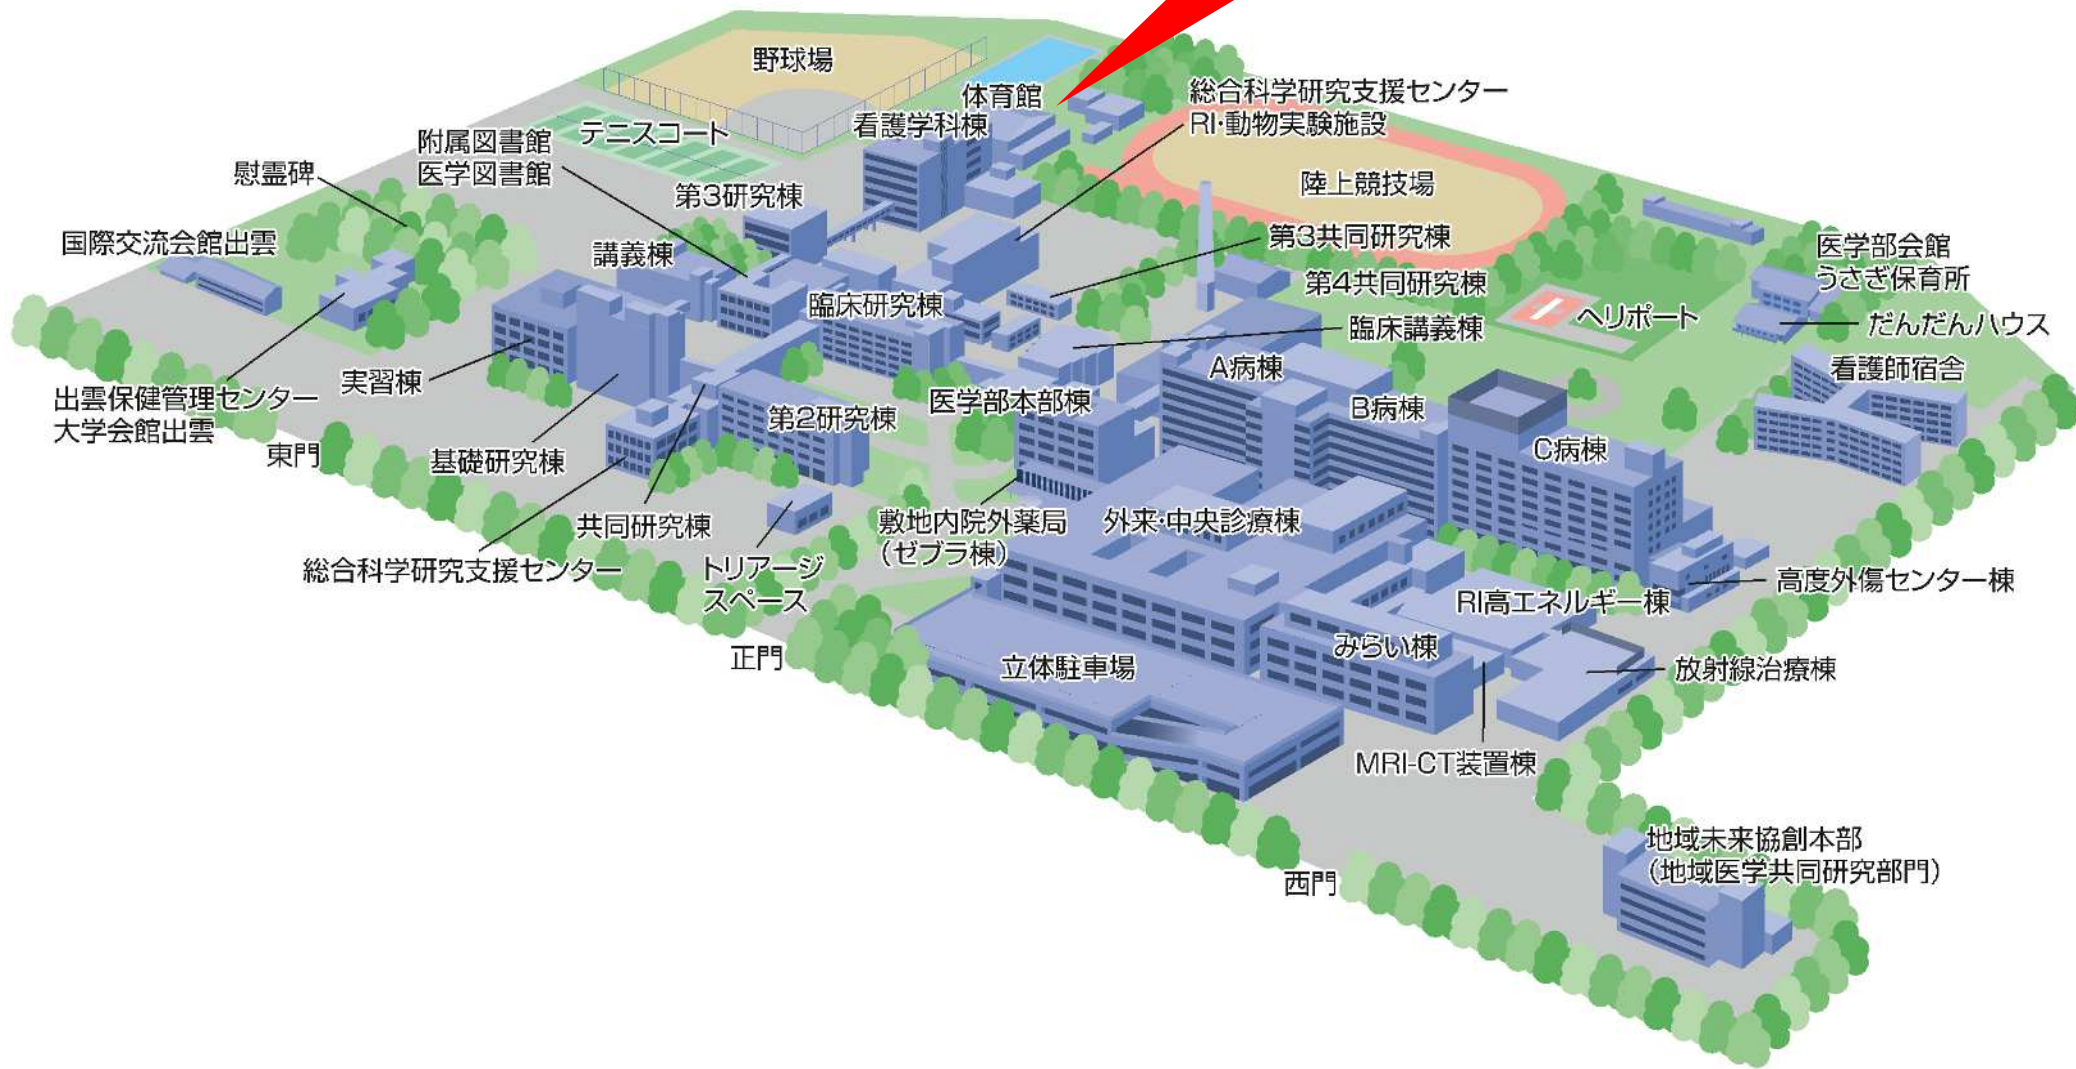 野球場
体育館
総合科学研究支援センター
RI・動物実験施設
看護学科棟
テニスコート
附属図書館
医学図書館
慰霊碑
第3研究棟
陸上競技場
国際交流会館出雲
講義棟
第3共同研究棟
医学部会館
うさぎ保育所
第4共同研究棟
臨床研究棟
ヘリポート
だんだんハウス
臨床講義棟
A病棟
看護師宿舎
実習棟
出雲保健管理センター
大学会館出雲
医学部本部棟
B病棟
第2研究棟
C病棟
東門
基礎研究棟
共同研究棟
敷地内院外薬局
（ゼブラ棟）
外来・中央診療棟
総合科学研究支援センター
トリアージ
スペース
高度外傷センター棟
RI高エネルギー棟
みらい棟
正門
立体駐車場
放射線治療棟
MRI-CT装置棟
地域未来協創本部
（地域医学共同研究部門）
西門